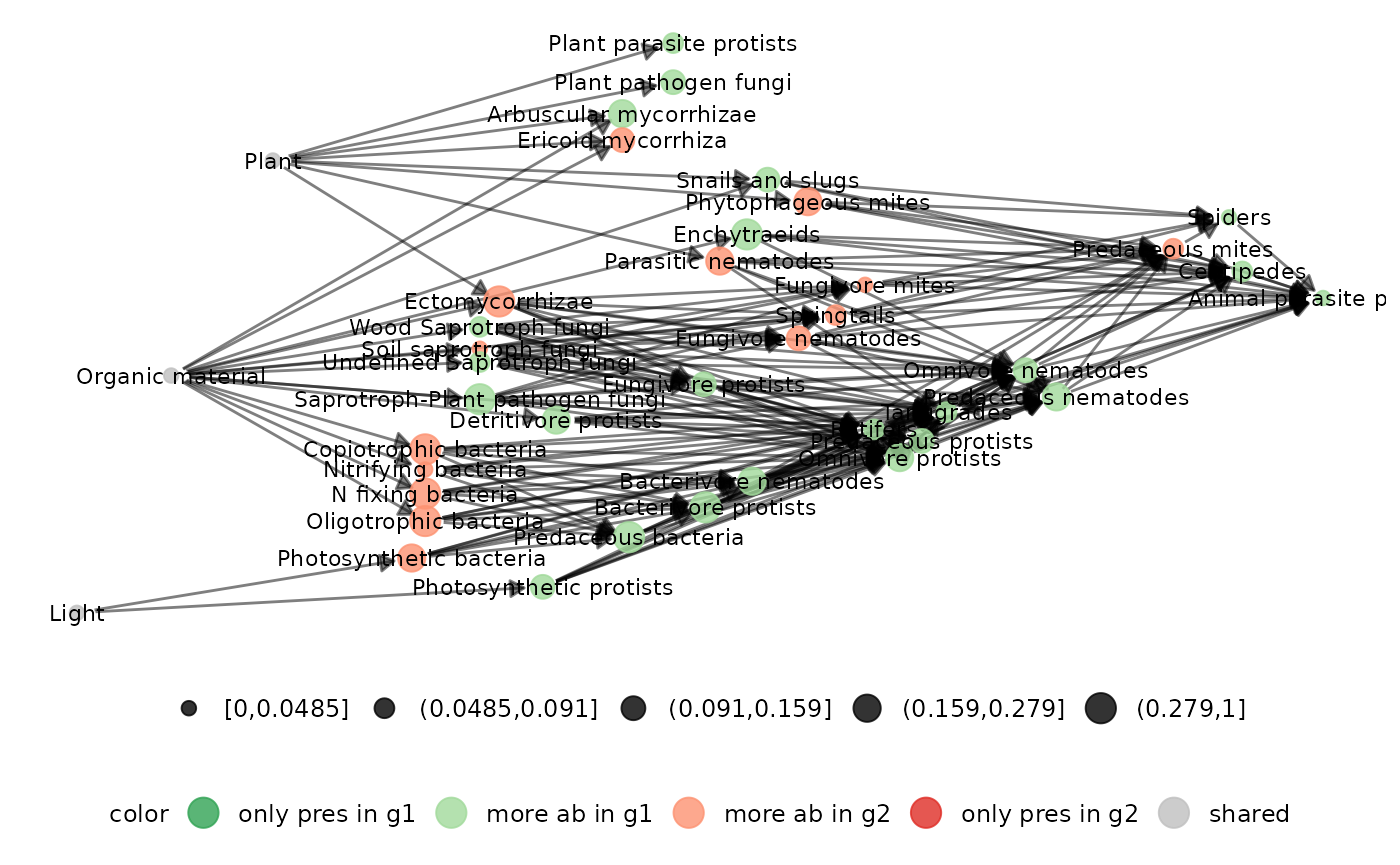 Plant parasite protists
Plant pathogen fungi
Arbuscular mycorrhizae
Ericoid mycorrhiza
Plant
Snails and slugs
Phytophageous mites
Spiders
Enchytraeids
Predaceous mites
Parasitic nematodes
Centipedes
Fungivore mites
Animal parasite p
Ectomycorrhizae
Springtails
Wood Saprotroph fungi
Fungivore nematodes
Soil saprotroph fungi
Undefined Saprotroph fungi
Omnivore nematodes
Organic material
Fungivore protists
Predaceous nematodes
Saprotroph-Plant pathogen fungi
Tardigrades
Detritivore protists
Rotifers
Predaceous protists
Copiotrophic bacteria
Omnivore protists
Nitrifying bacteria
Bacterivore nematodes
N fixing bacteria
Bacterivore protists
Oligotrophic bacteria
Predaceous bacteria
Photosynthetic bacteria
Photosynthetic protists
Light
[0,0.0485] (0.0485,0.091] (0.091,0.159] (0.159,0.279] (0.279,1]
color only pres in g1 more ab in g1 more ab in g2 only pres in g2 shared